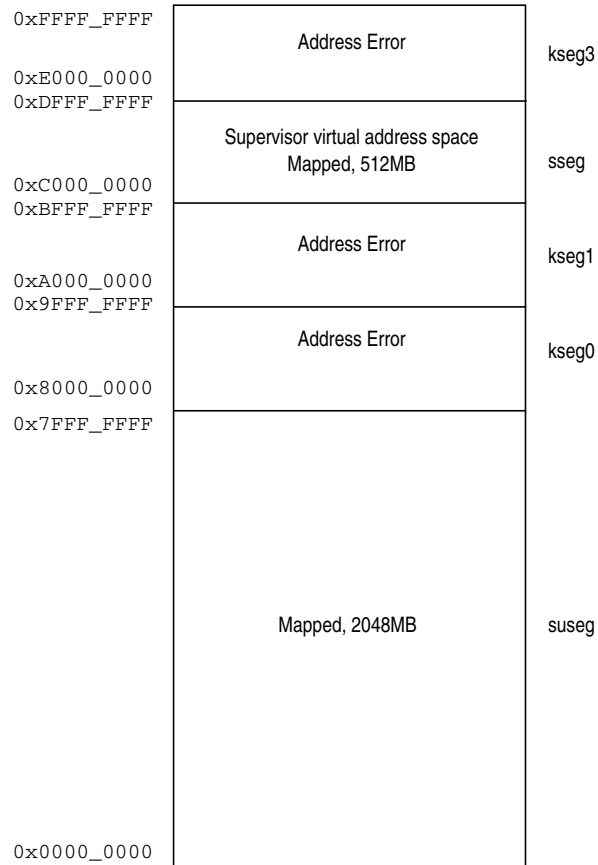 0xFFFF_FFFF
Address Error
kseg3
0xE000_0000
0xDFFF_FFFF
Supervisor virtual address space
Mapped, 512MB
sseg
0xC000_0000
0xBFFF_FFFF
Address Error
kseg1
0xA000_0000
0x9FFF_FFFF
Address Error
kseg0
0x8000_0000
0x7FFF_FFFF
Mapped, 2048MB
suseg
0x0000_0000